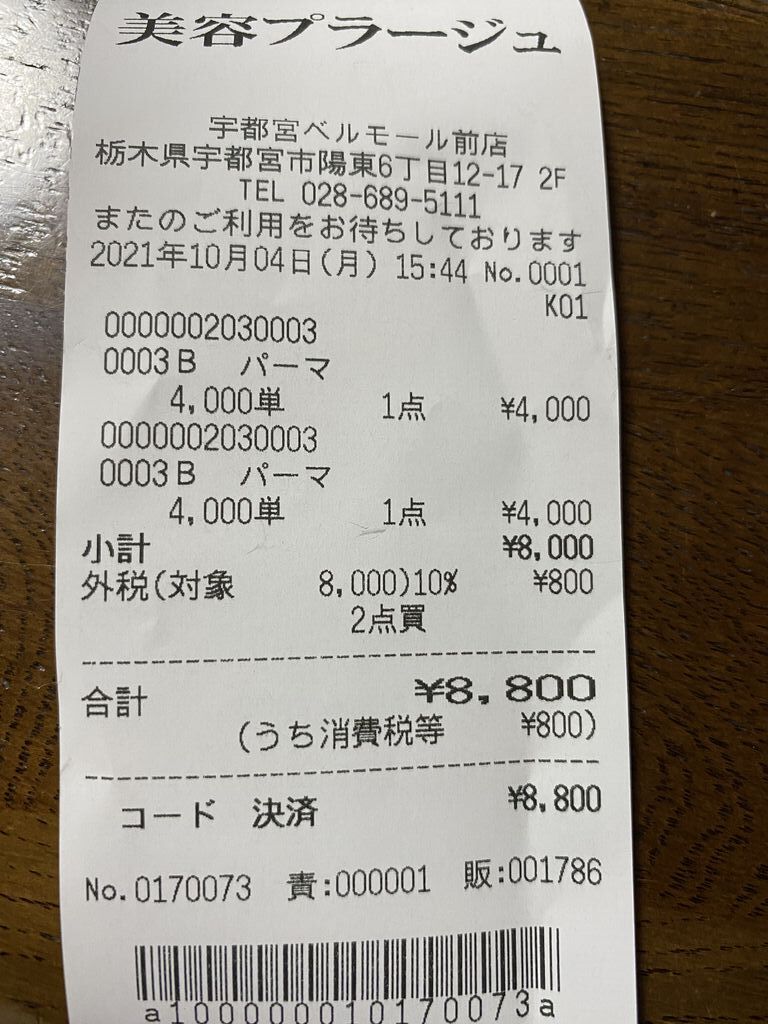 美容プラージュ
宇都宮ベルモール前店
栃木県宇都宮市陽東6丁目12-17 2F
TEL 028-689-5111
またのご利用をお待ちしております
2021年10月04日(月) 15:44 No.0001
K01
0000002030003
0003B パーマ
4,000単 1点 ¥4,000
0000002030003
0003B パーマ
4,000単 1点 ¥4,000
小計 ¥8,000
外税(対象 8,000)10% ¥800
2点買
合計 ¥8,800
(うち消費税等 ¥800)
コード 決済 ¥8,800
No.0170073 責:000001 販:001786
a10000010170073a